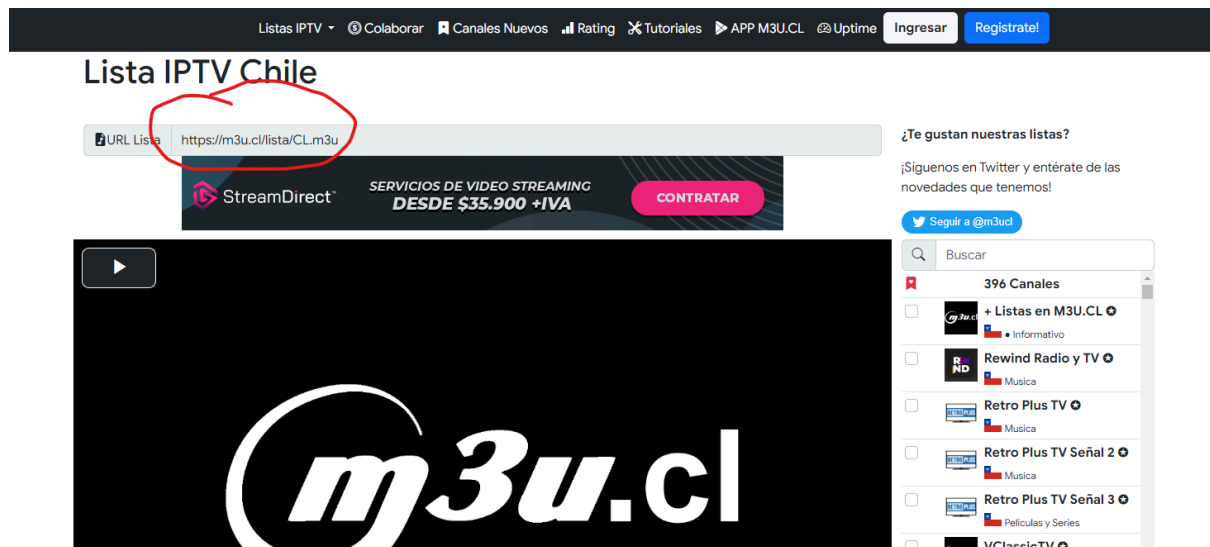 Listas IPTV Colaborar Canales Nuevos Rating Tutoriales APP M3U.CL Uptime Ingresar Registrate!
Lista IPTV Chile
URL Lista https://m3u.cl/lista/CL.m3u
StreamDirect
SERVICIOS DE VIDEO STREAMING
DESDE $35.900 +IVA
CONTRATAR
m3u.cl
¿Te gustan nuestras listas?
¡Síguenos en Twitter y entérate de las
novedades que tenemos!
Seguir a @m3ucl
Buscar
396 Canales
m3u.cl
+ Listas en M3U.CL
• Informativo
Rewind Radio y TV
Musica
Retro Plus TV
Musica
Retro Plus TV Señal 2
Musica
Retro Plus TV Señal 3
Peliculas y Series
VClassicTV